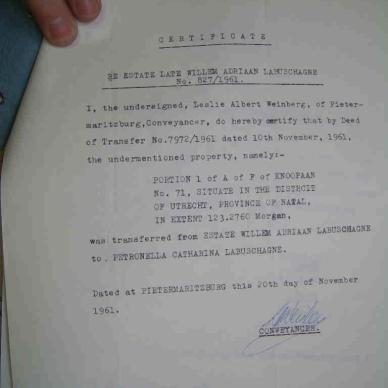 CERTIFICATE
RE ESTATE LATE WILLEM ADRIAAN LABUSCHAGNE
No. 827/1961.
I, the undersigned, Leslie Albert Weinberg, of Pieter-
maritzburg,Conveyancer, do hereby certify that by Deed
of Transfer No.7972/1961 dated 10th November, 1961,
the undermentioned property, namely:-
PORTION 1 of A of F of KNOOPAAN
No. 71, SITUATE IN THE DISTRCIT
OF UTRECHT, PROVINCE OF NATAL,
IN EXTENT 123.2760 Morgan,
was transferred from ESTATE WILLEM ADRIAAN LABUSCHAGNE
to PETRONELLA CATHARINA LABUSCHAGNE.
Dated at PIETERMARITZBURG this 20th day of November
1961.
CONVEYANCER.